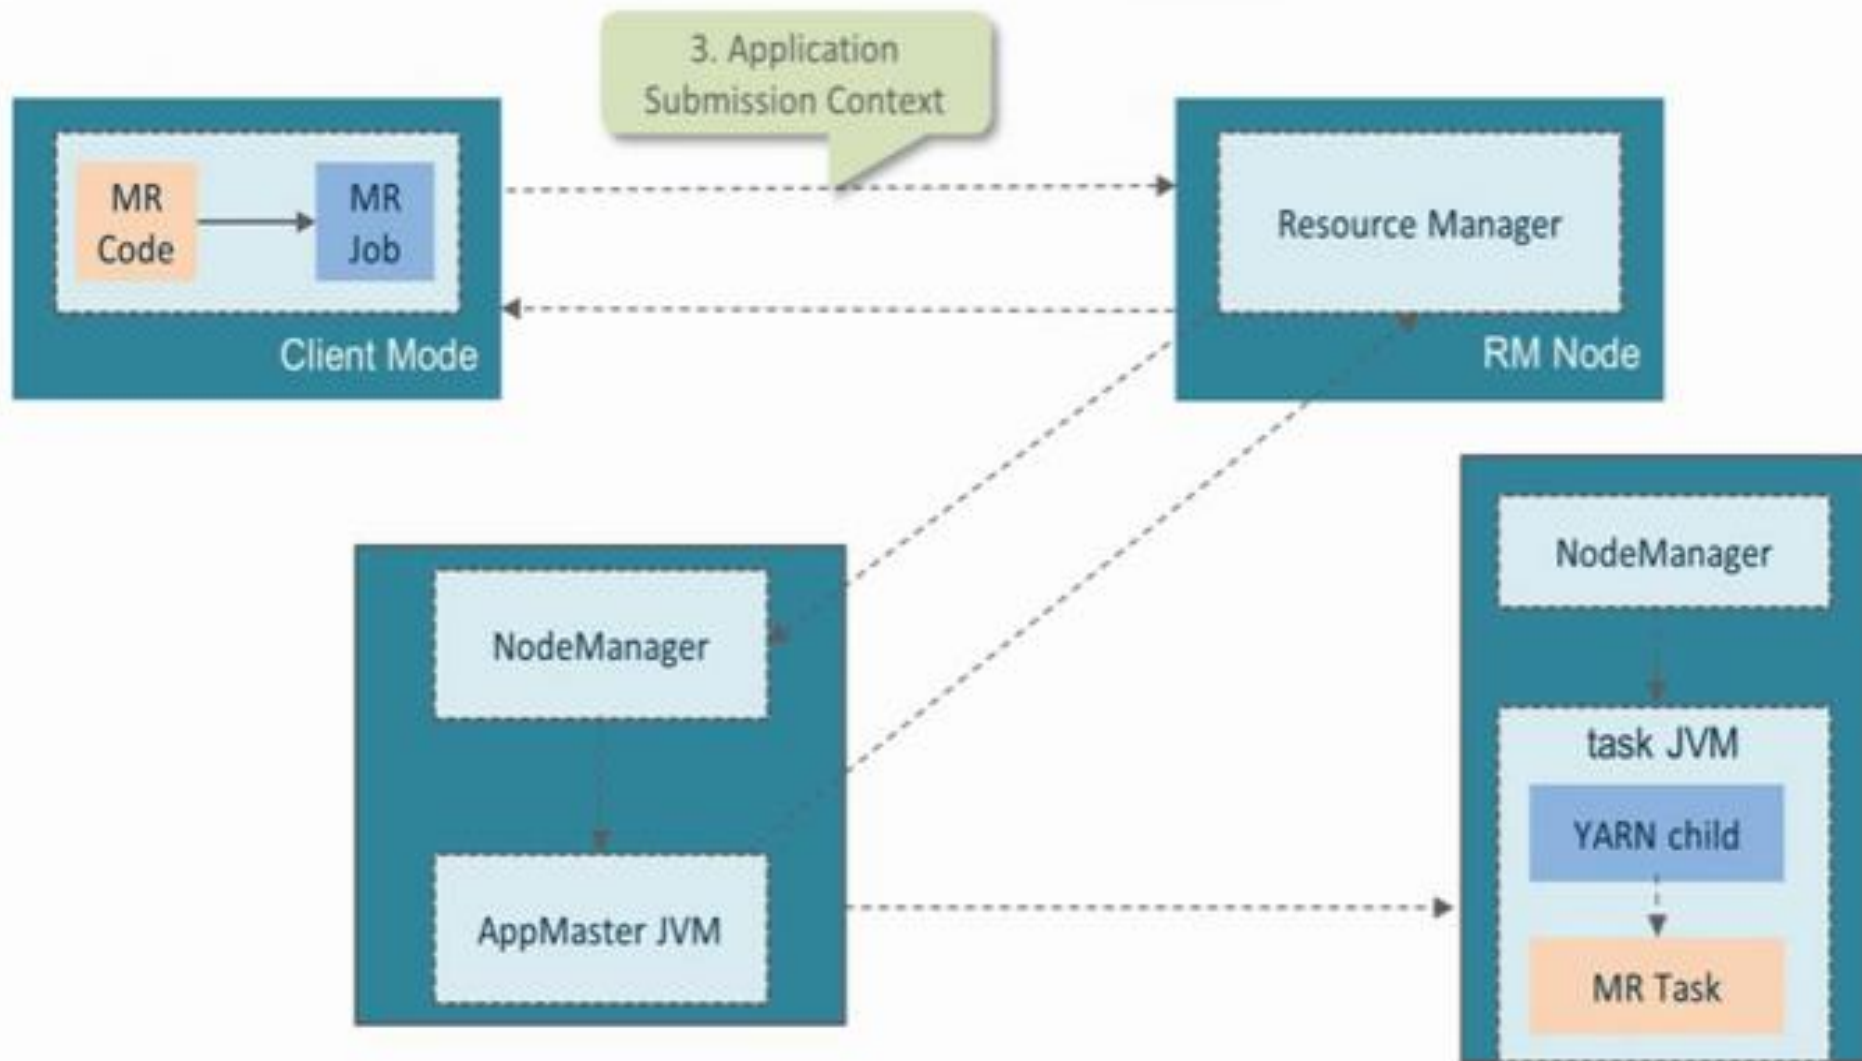 3. Application
Submission Context
MR
Code
MR
Job
Client Mode
Resource Manager
RM Node
NodeManager
AppMaster JVM
NodeManager
task JVM
YARN child
MR Task